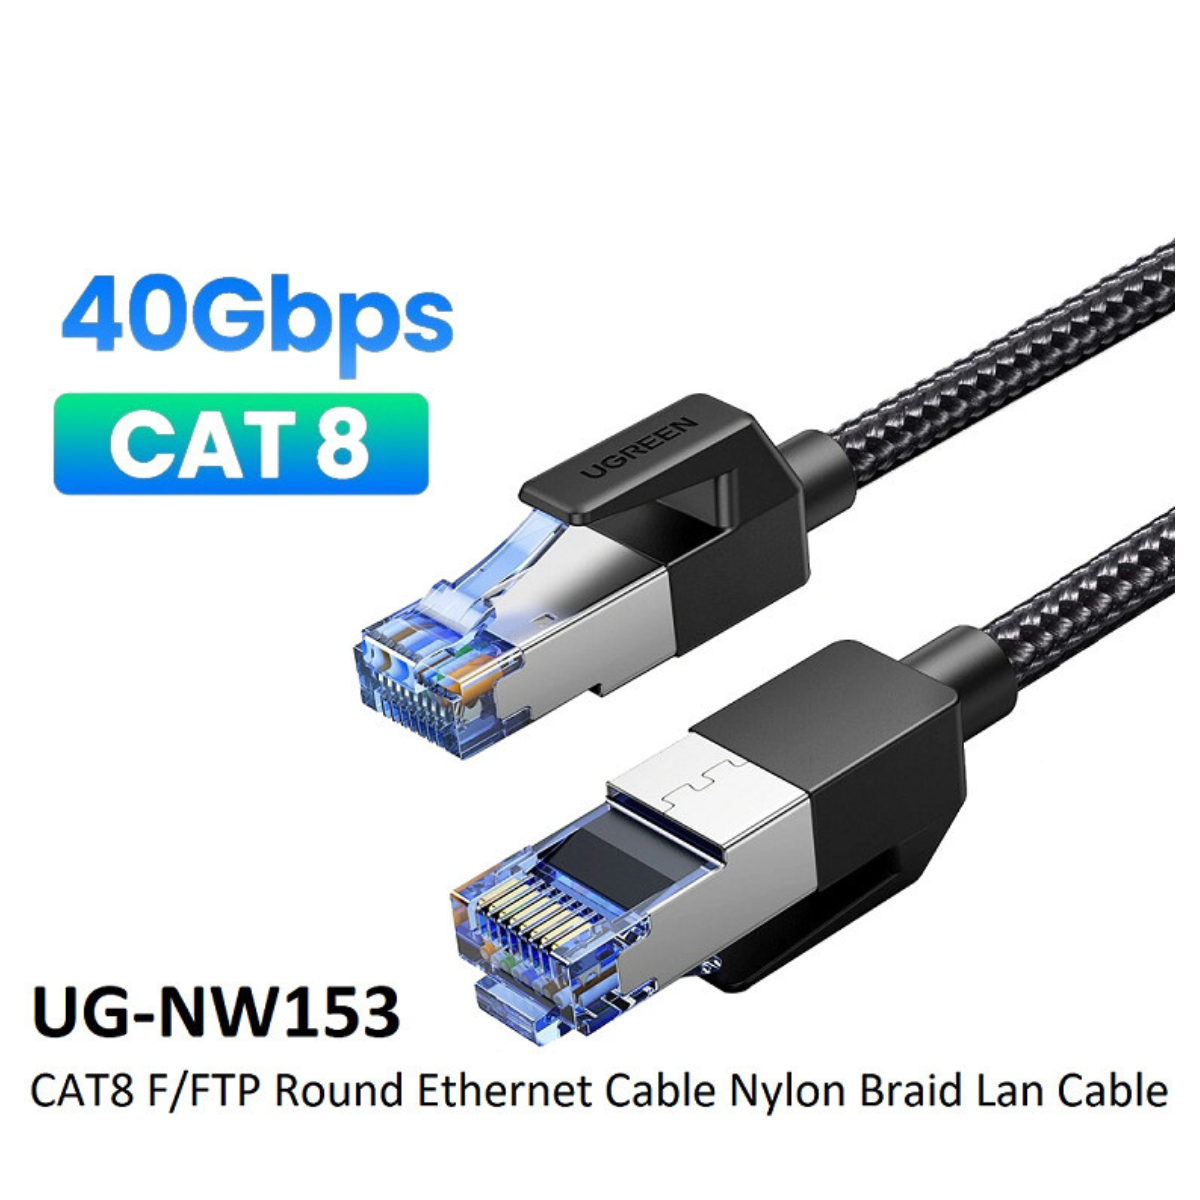 40Gbps
CAT 8
UGREEN
UG-NW153
CAT8 F/FTP Round Ethernet Cable Nylon Braid Lan Cable